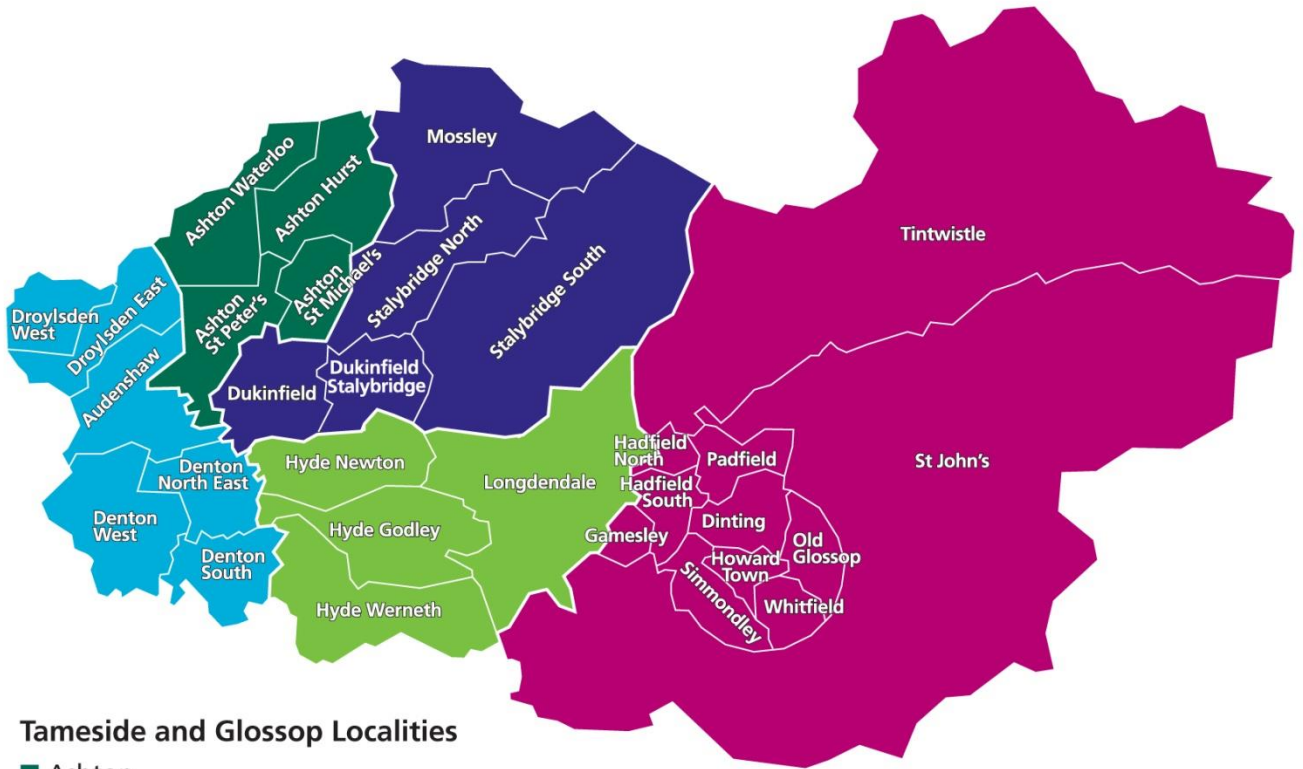 Mossley
Ashton Waterloo
Ashton Hurst
Tintwistle
Stalybridge North
Stalybridge South
Ashton
St Michael's
Ashton
St Peter's
Droylsden
West
Droylsden East
Audenshaw
Dukinfield
Dukinfield
Stalybridge
Hadfield
North
Padfield
St John's
Hyde Newton
Longdendale
Denton
North East
Hadfield
South
Denton
West
Hyde Godley
Gamesley
Dinting
Old
Glossop
Denton
South
Howard
Town
Simmondley
Whitfield
Hyde Werneth
Tameside and Glossop Localities
Ashton